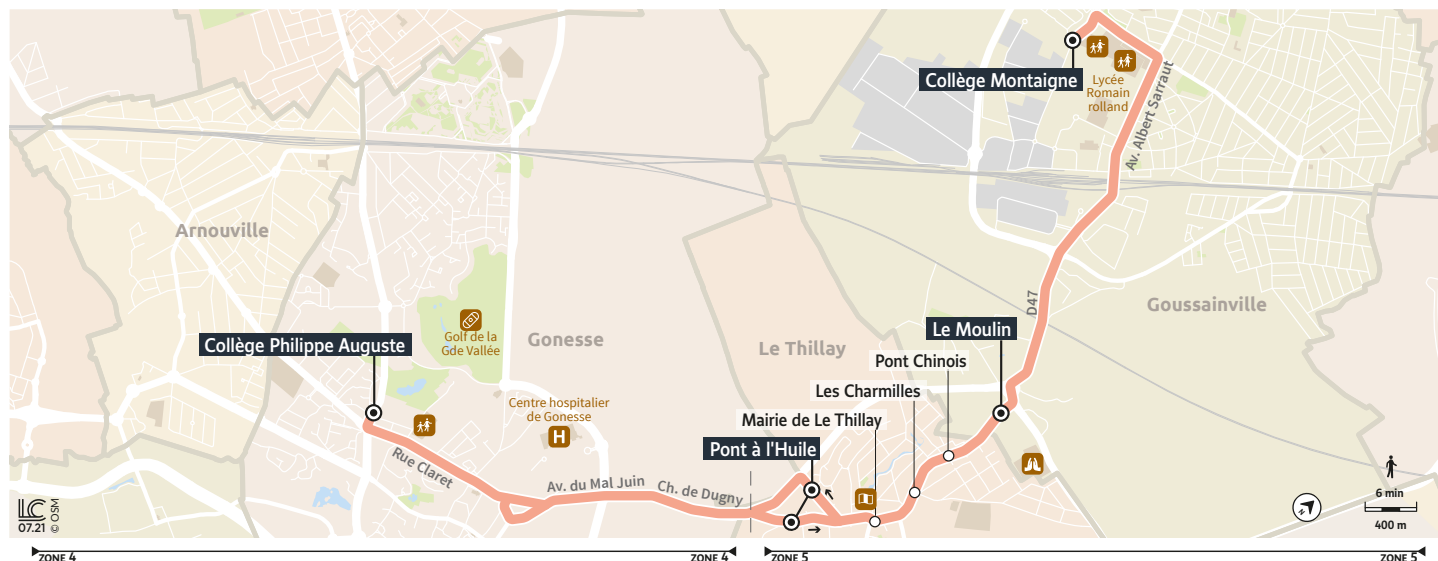 Collège Montaigne
Lycée
Romain
rolland
Av. Albert Sarraut
Arnouville
Goussainville
D47
Collège Philippe Auguste
Golf de la
Gde Vallée
Gonesse
Le Thillay
Le Moulin
Pont Chinois
Les Charmilles
Centre hospitalier
de Gonesse
H
Mairie de Le Thillay
Pont à l'Huile
Rue Claret
Av. du Mal Juin
Ch. de Dugny
LC
07.21
© OSM
N
6 min
400 m
ZONE 4
ZONE 4
ZONE 5
ZONE 5